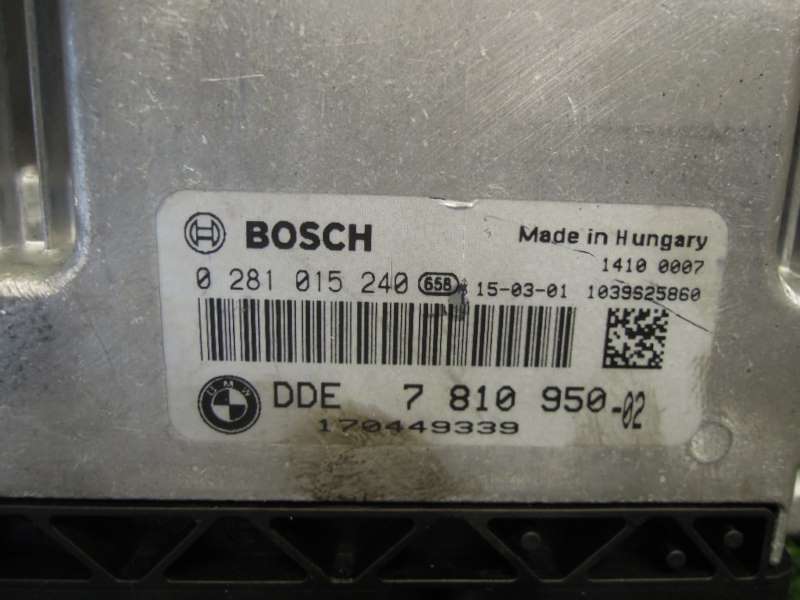 BOSCH
Made in Hungary
1410 0007
0 281 015 240 658 15-03-01 1039S25860
BMW DDE 7 810 950-02
170449339